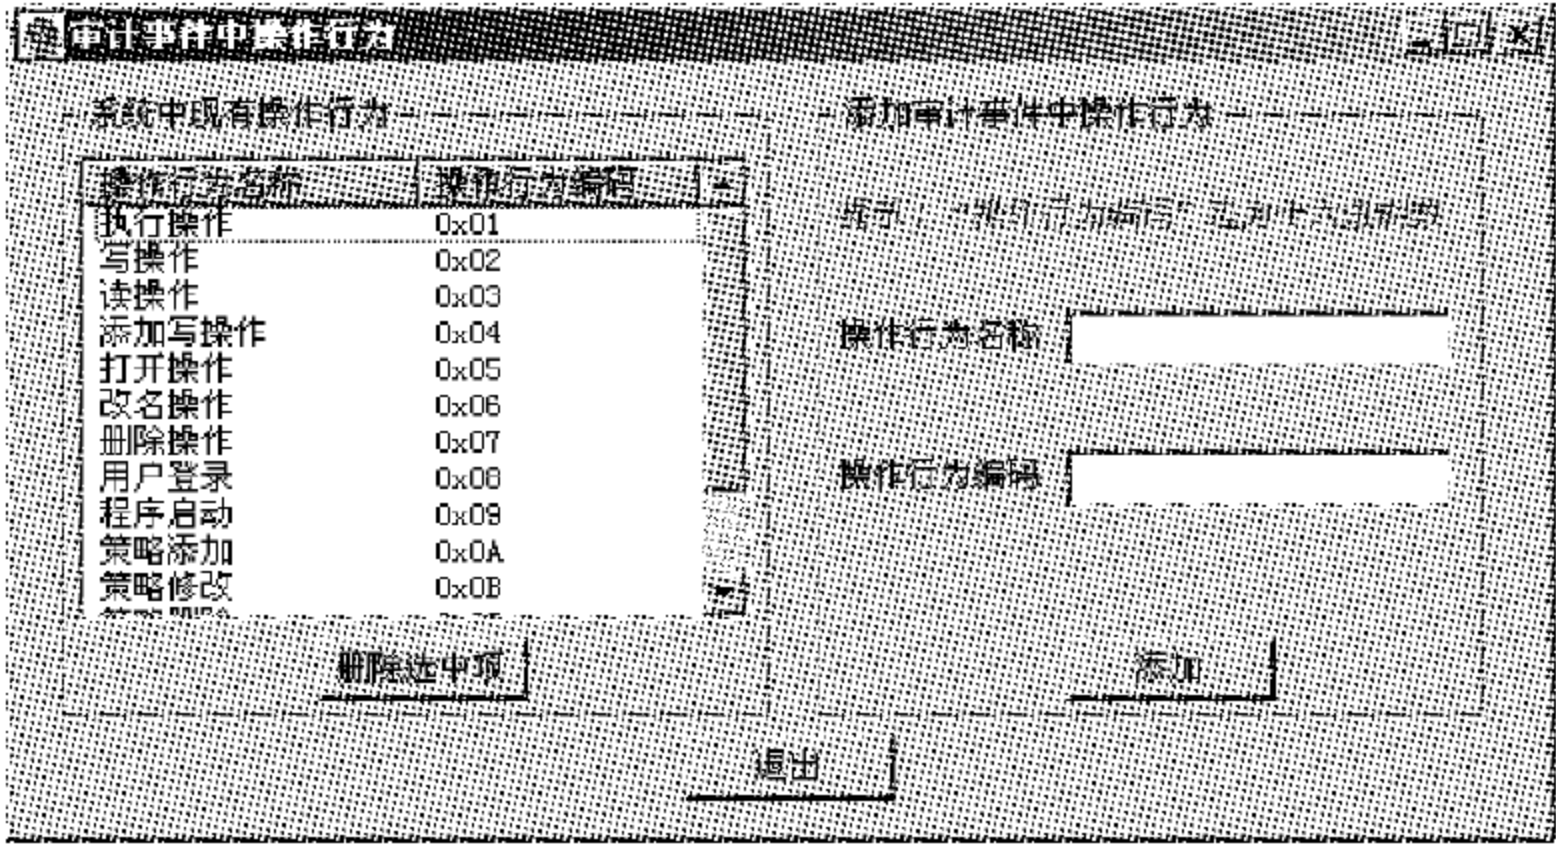 审计事件中操作行为
系统中现有操作行为
操作行为名称 操作行为编码
执行操作 0x01
写操作 0x02
读操作 0x03
添加写操作 0x04
打开操作 0x05
改名操作 0x06
删除操作 0x07
用户登录 0x08
程序启动 0x09
策略添加 0x0A
策略修改 0x0B
删除选中项
添加审计事件中操作行为
操作行为名称
操作行为编码
添加
退出